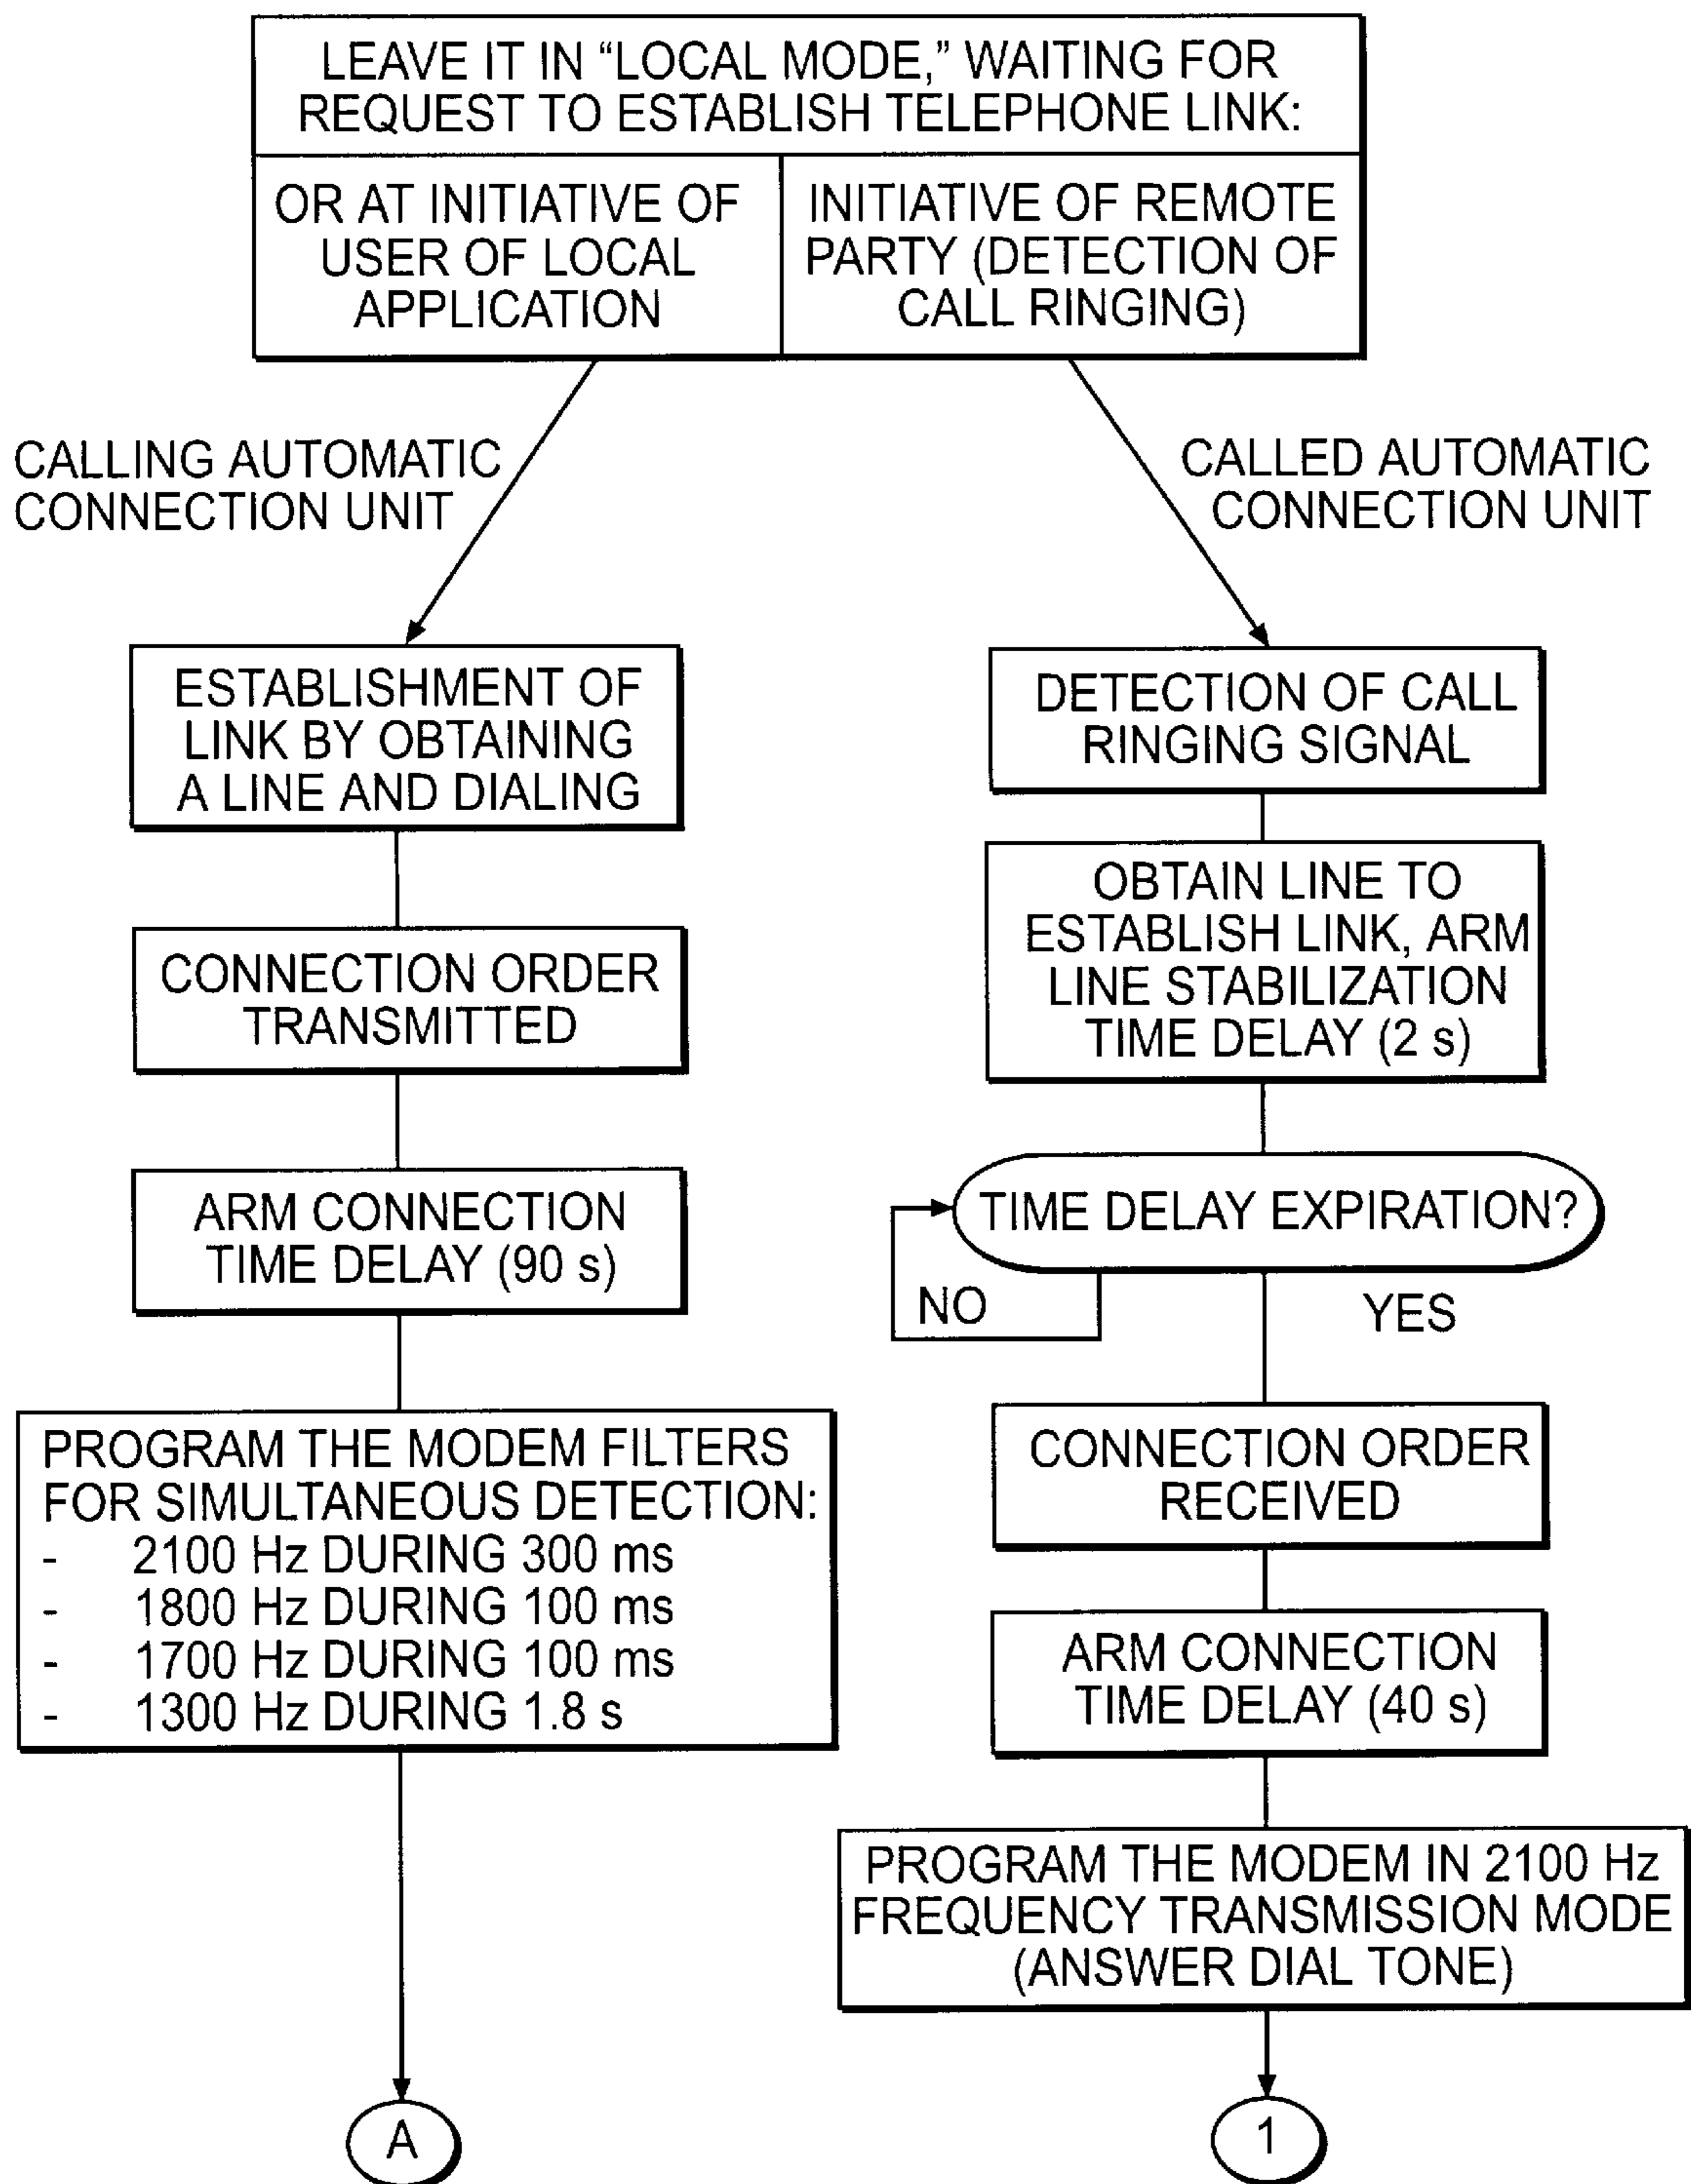 LEAVE IT IN “LOCAL MODE,” WAITING FOR
REQUEST TO ESTABLISH TELEPHONE LINK:
OR AT INITIATIVE OF
USER OF LOCAL
APPLICATION
INITIATIVE OF REMOTE
PARTY (DETECTION OF
CALL RINGING)
CALLING AUTOMATIC
CONNECTION UNIT
CALLED AUTOMATIC
CONNECTION UNIT
ESTABLISHMENT OF
LINK BY OBTAINING
A LINE AND DIALING
CONNECTION ORDER
TRANSMITTED
ARM CONNECTION
TIME DELAY (90 s)
PROGRAM THE MODEM FILTERS
FOR SIMULTANEOUS DETECTION:
- 2100 Hz DURING 300 ms
- 1800 Hz DURING 100 ms
- 1700 Hz DURING 100 ms
- 1300 Hz DURING 1.8 s
A
DETECTION OF CALL
RINGING SIGNAL
OBTAIN LINE TO
ESTABLISH LINK, ARM
LINE STABILIZATION
TIME DELAY (2 s)
TIME DELAY EXPIRATION?
NO
YES
CONNECTION ORDER
RECEIVED
ARM CONNECTION
TIME DELAY (40 s)
PROGRAM THE MODEM IN 2100 Hz
FREQUENCY TRANSMISSION MODE
(ANSWER DIAL TONE)
1